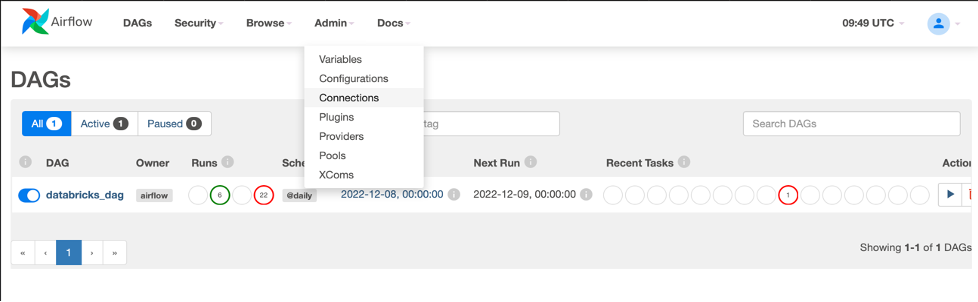 Airflow DAGs Security Browse Admin Docs 09:49 UTC
Variables
Configurations
Connections
Plugins
Providers
Pools
XComs
DAGs
All 1 Active 1 Paused 0 tag Search DAGs
DAG Owner Runs Sche Next Run Recent Tasks Action
databricks_dag airflow 6 22 @daily 2022-12-08, 00:00:00 2022-12-09, 00:00:00 1
« ‹ 1 › »
Showing 1-1 of 1 DAGs